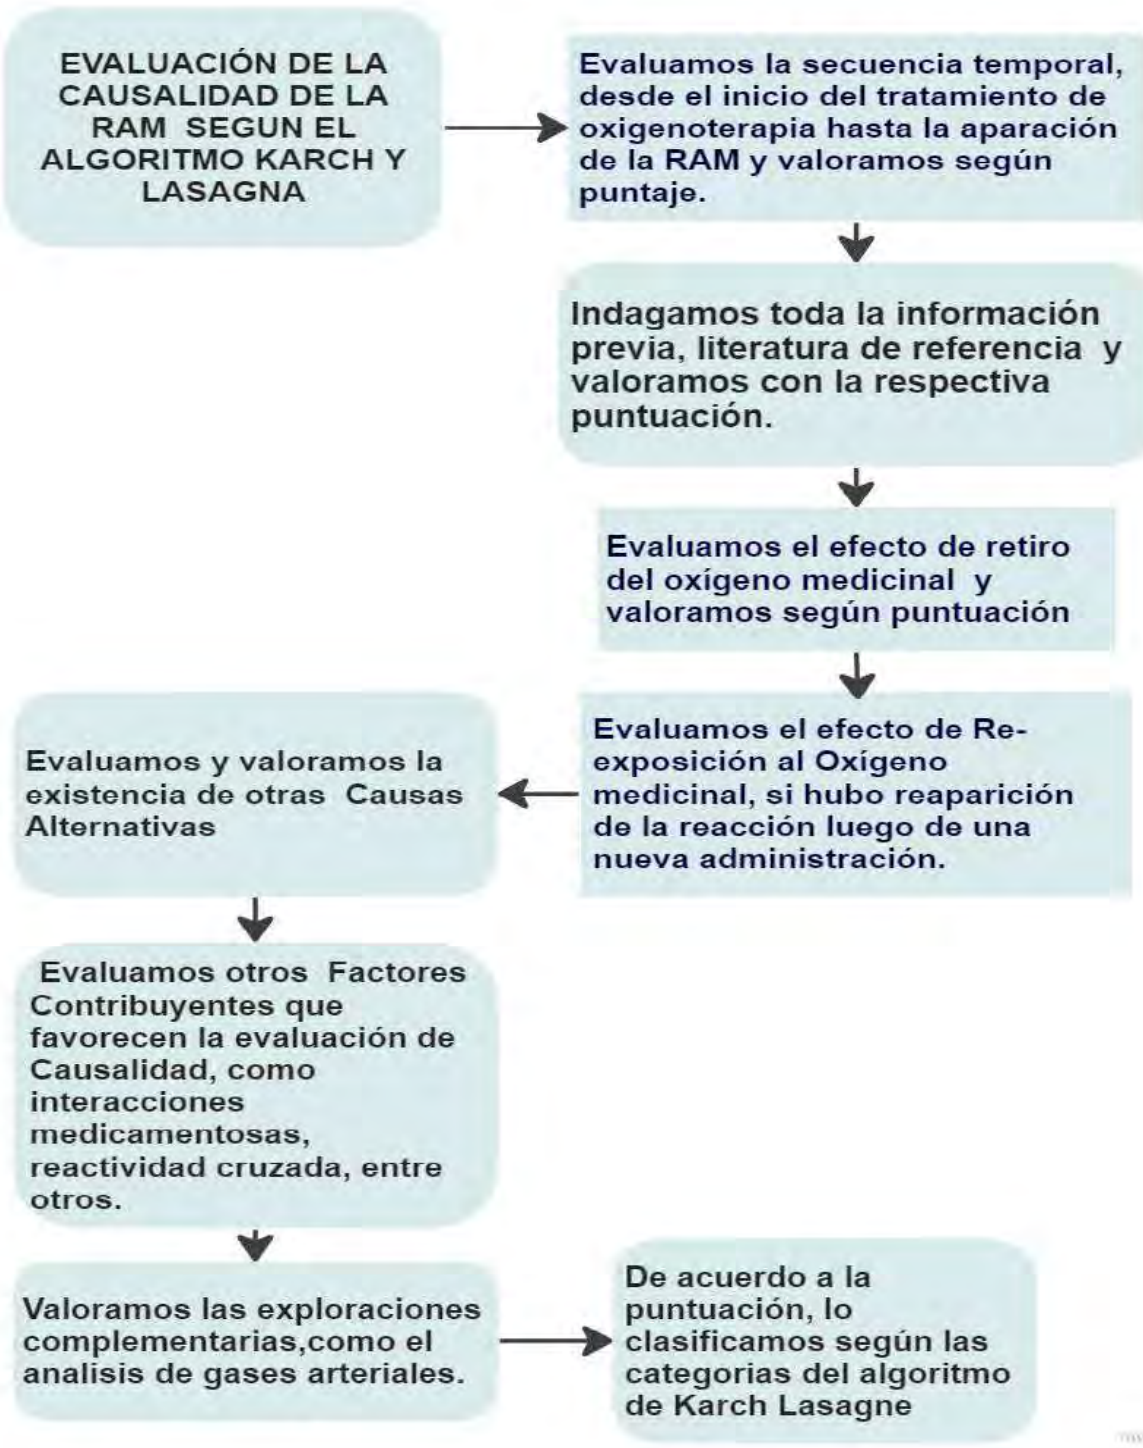 EVALUACIÓN DE LA
CAUSALIDAD DE LA
RAM SEGUN EL
ALGORITMO KARCH Y
LASAGNA
Evaluamos la secuencia temporal,
desde el inicio del tratamiento de
oxigenoterapia hasta la aparación
de la RAM y valoramos según
puntaje.
Indagamos toda la información
previa, literatura de referencia y
valoramos con la respectiva
puntuación.
Evaluamos el efecto de retiro
del oxígeno medicinal y
valoramos según puntuación
Evaluamos el efecto de Re-
exposición al Oxígeno
medicinal, si hubo reaparición
de la reacción luego de una
nueva administración.
Evaluamos y valoramos la
existencia de otras Causas
Alternativas
Evaluamos otros Factores
Contribuyentes que
favorecen la evaluación de
Causalidad, como
interacciones
medicamentosas,
reactividad cruzada, entre
otros.
Valoramos las exploraciones
complementarias,como el
analisis de gases arteriales.
De acuerdo a la
puntuación, lo
clasificamos según las
categorias del algoritmo
de Karch Lasagne